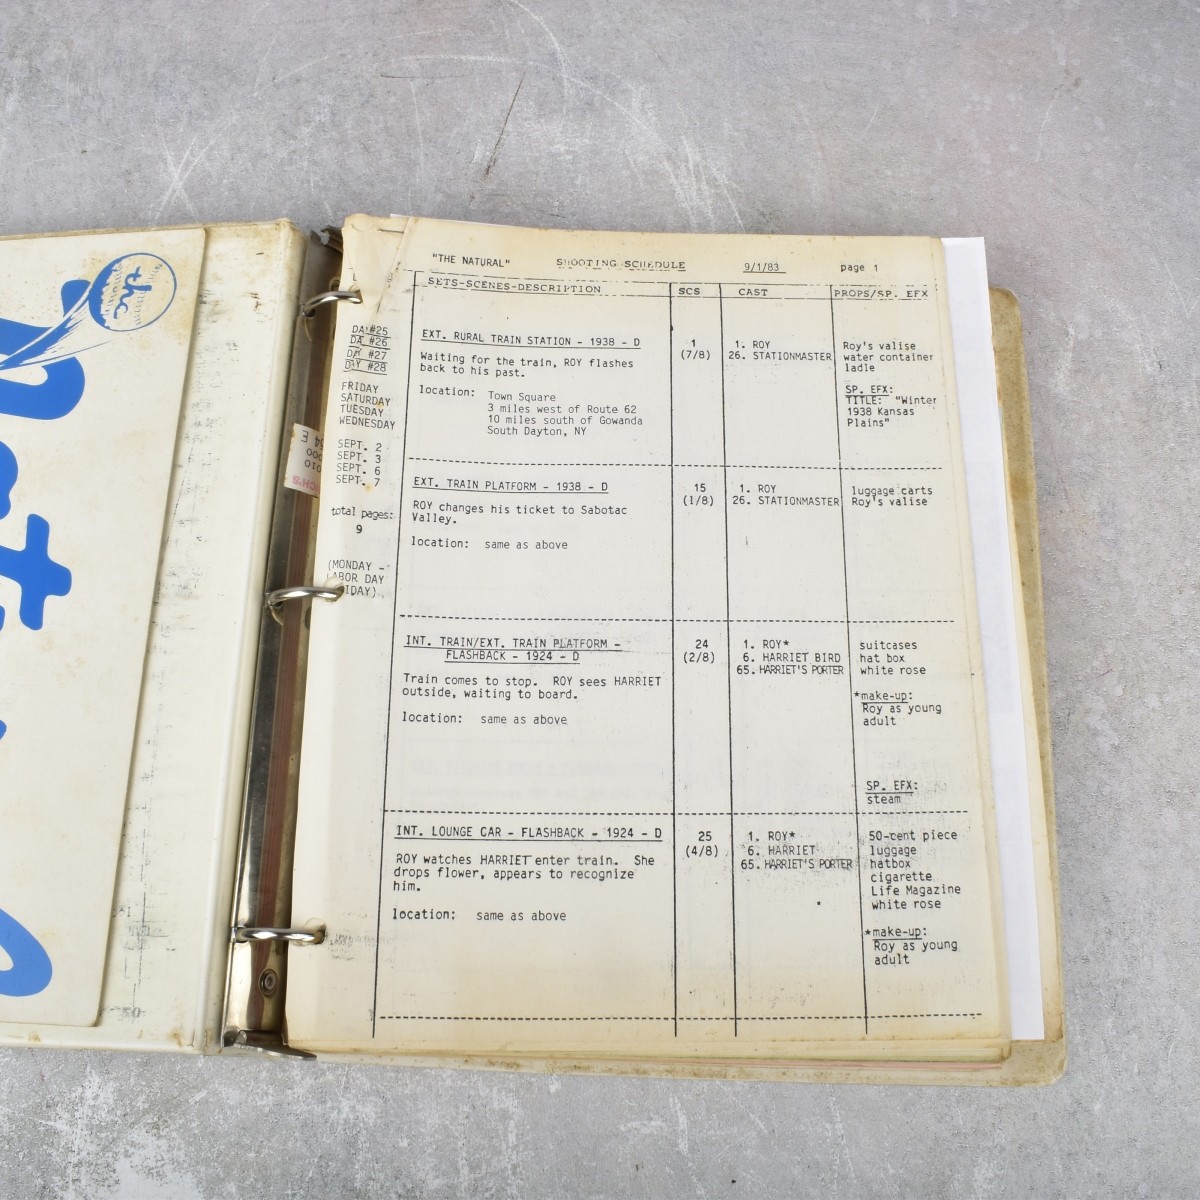 the
"THE NATURAL" SHOOTING SCHEDULE 9/1/83 page 1
SETS-SCENES-DESCRIPTION SCS CAST PROPS/SP. EFX
DAY #25
DAY #26
DAY #27
DAY #28
FRIDAY
SATURDAY
TUESDAY
WEDNESDAY
SEPT. 2
SEPT. 3
SEPT. 6
SEPT. 7
total pages:
9
(MONDAY -
LABOR DAY
HOLIDAY)
EXT. RURAL TRAIN STATION - 1938 - D
Waiting for the train, ROY flashes
back to his past.
location: Town Square
3 miles west of Route 62
10 miles south of Gowanda
South Dayton, NY
1
(7/8)
1. ROY
26. STATIONMASTER
Roy's valise
water container
ladle
SP. EFX:
TITLE: "Winter
1938 Kansas
Plains"
EXT. TRAIN PLATFORM - 1938 - D
ROY changes his ticket to Sabotac
Valley.
location: same as above
15
(1/8)
1. ROY
26. STATIONMASTER
luggage carts
Roy's valise
INT. TRAIN/EXT. TRAIN PLATFORM -
FLASHBACK - 1924 - D
Train comes to stop. ROY sees HARRIET
outside, waiting to board.
location: same as above
24
(2/8)
1. ROY*
6. HARRIET BIRD
65. HARRIET'S PORTER
suitcases
hat box
white rose
*make-up:
Roy as young
adult
SP. EFX:
steam
INT. LOUNGE CAR - FLASHBACK - 1924 - D
ROY watches HARRIET enter train. She
drops flower, appears to recognize
him.
location: same as above
25
(4/8)
1. ROY*
6. HARRIET
65. HARRIET'S PORTER
50-cent piece
luggage
hatbox
cigarette
Life Magazine
white rose
*make-up:
Roy as young
adult